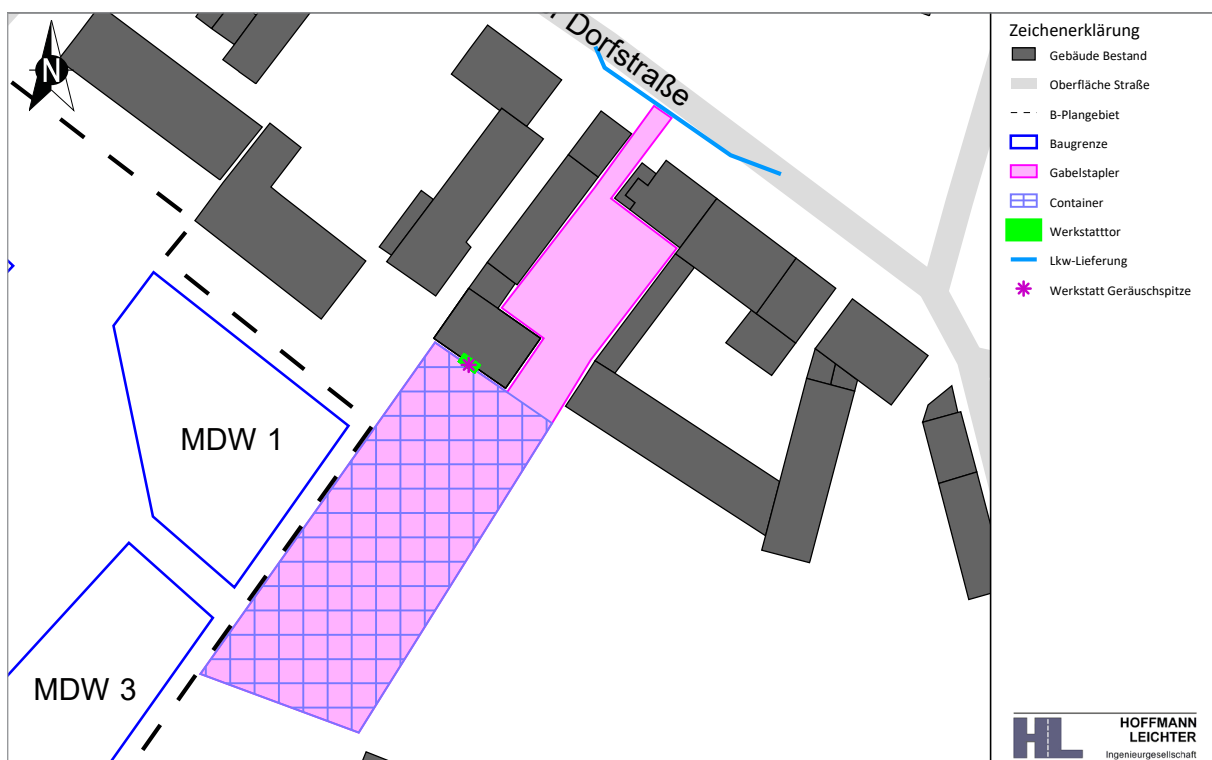 N
r Dorfstraße
MDW 1
MDW 3
Zeichenerklärung
Gebäude Bestand
Oberfläche Straße
B-Plangebiet
Baugrenze
Gabelstapler
Container
Werkstatttor
Lkw-Lieferung
Werkstatt Geräuschspitze
HL
HOFFMANN
LEICHTER
Ingenieurgesellschaft